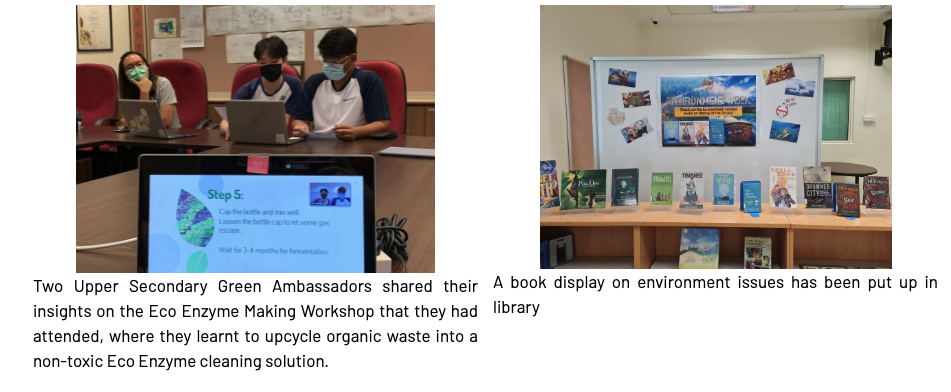 Step 5:
Cap the bottle and mix well.
Loosen the bottle cap to let some gas
escape.
Wait for 3-4 months for fermentation.
Two Upper Secondary Green Ambassadors shared their
insights on the Eco Enzyme Making Workshop that they had
attended, where they learnt to upcycle organic waste into a
non-toxic Eco Enzyme cleaning solution.
ENVIRONMENT WEEK
TRASHED
DROWNED
CITY
A book display on environment issues has been put up in
library